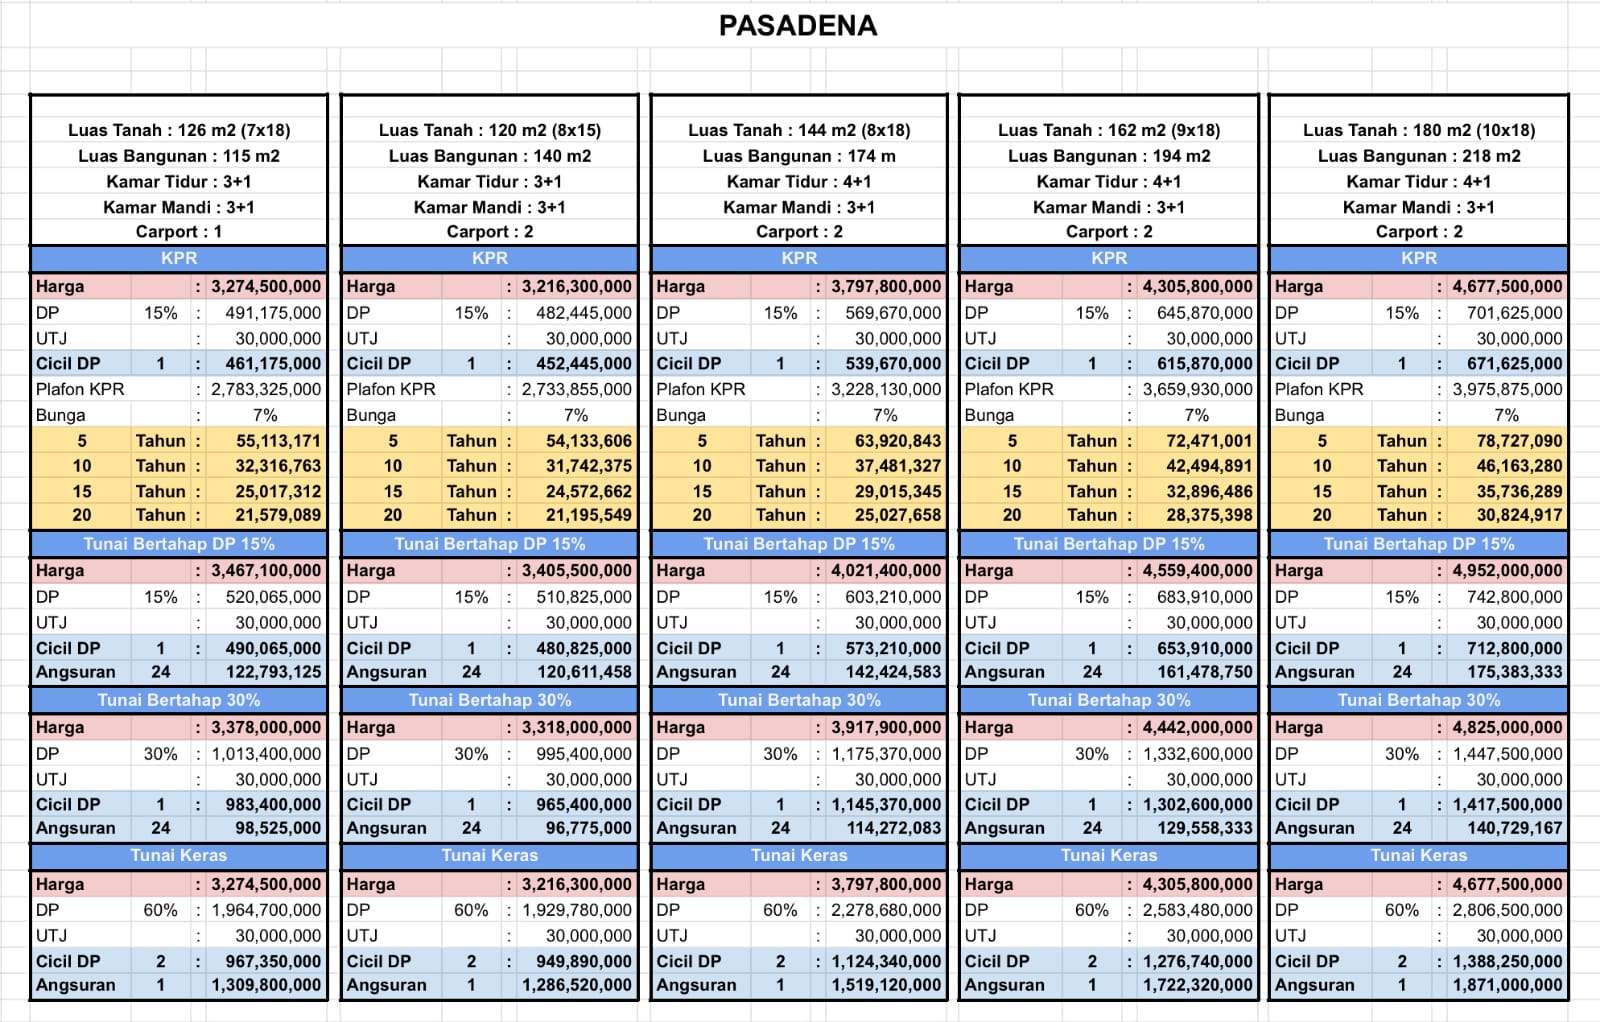 PASADENA
Luas Tanah : 126 m2 (7x18)
Luas Bangunan : 115 m2
Kamar Tidur : 3+1
Kamar Mandi : 3+1
Carport : 1
KPR
Harga : 3,274,500,000
DP 15% : 491,175,000
UTJ : 30,000,000
Cicil DP 1 : 461,175,000
Plafon KPR : 2,783,325,000
Bunga : 7%
5 Tahun : 55,113,171
10 Tahun : 32,316,763
15 Tahun : 25,017,312
20 Tahun : 21,579,089
Tunai Bertahap DP 15%
Harga : 3,467,100,000
DP 15% : 520,065,000
UTJ : 30,000,000
Cicil DP 1 : 490,065,000
Angsuran 24 122,793,125
Tunai Bertahap 30%
Harga : 3,378,000,000
DP 30% : 1,013,400,000
UTJ : 30,000,000
Cicil DP 1 : 983,400,000
Angsuran 24 98,525,000
Tunai Keras
Harga : 3,274,500,000
DP 60% : 1,964,700,000
UTJ : 30,000,000
Cicil DP 2 : 967,350,000
Angsuran 1 1,309,800,000
Luas Tanah : 120 m2 (8x15)
Luas Bangunan : 140 m2
Kamar Tidur : 3+1
Kamar Mandi : 3+1
Carport : 2
KPR
Harga : 3,216,300,000
DP 15% : 482,445,000
UTJ : 30,000,000
Cicil DP 1 : 452,445,000
Plafon KPR : 2,733,855,000
Bunga : 7%
5 Tahun : 54,133,606
10 Tahun : 31,742,375
15 Tahun : 24,572,662
20 Tahun : 21,195,549
Tunai Bertahap DP 15%
Harga : 3,405,500,000
DP 15% : 510,825,000
UTJ : 30,000,000
Cicil DP 1 : 480,825,000
Angsuran 24 120,611,458
Tunai Bertahap 30%
Harga : 3,318,000,000
DP 30% : 995,400,000
UTJ : 30,000,000
Cicil DP 1 : 965,400,000
Angsuran 24 96,775,000
Tunai Keras
Harga : 3,216,300,000
DP 60% : 1,929,780,000
UTJ : 30,000,000
Cicil DP 2 : 949,890,000
Angsuran 1 1,286,520,000
Luas Tanah : 144 m2 (8x18)
Luas Bangunan : 174 m
Kamar Tidur : 4+1
Kamar Mandi : 3+1
Carport : 2
KPR
Harga : 3,797,800,000
DP 15% : 569,670,000
UTJ : 30,000,000
Cicil DP 1 : 539,670,000
Plafon KPR : 3,228,130,000
Bunga : 7%
5 Tahun : 63,920,843
10 Tahun : 37,481,327
15 Tahun : 29,015,345
20 Tahun : 25,027,658
Tunai Bertahap DP 15%
Harga : 4,021,400,000
DP 15% : 603,210,000
UTJ : 30,000,000
Cicil DP 1 : 573,210,000
Angsuran 24 142,424,583
Tunai Bertahap 30%
Harga : 3,917,900,000
DP 30% : 1,175,370,000
UTJ : 30,000,000
Cicil DP 1 : 1,145,370,000
Angsuran 24 114,272,083
Tunai Keras
Harga : 3,797,800,000
DP 60% : 2,278,680,000
UTJ : 30,000,000
Cicil DP 2 : 1,124,340,000
Angsuran 1 1,519,120,000
Luas Tanah : 162 m2 (9x18)
Luas Bangunan : 194 m2
Kamar Tidur : 4+1
Kamar Mandi : 3+1
Carport : 2
KPR
Harga : 4,305,800,000
DP 15% : 645,870,000
UTJ : 30,000,000
Cicil DP 1 : 615,870,000
Plafon KPR : 3,659,930,000
Bunga : 7%
5 Tahun : 72,471,001
10 Tahun : 42,494,891
15 Tahun : 32,896,486
20 Tahun : 28,375,398
Tunai Bertahap DP 15%
Harga : 4,559,400,000
DP 15% : 683,910,000
UTJ : 30,000,000
Cicil DP 1 : 653,910,000
Angsuran 24 161,478,750
Tunai Bertahap 30%
Harga : 4,442,000,000
DP 30% : 1,332,600,000
UTJ : 30,000,000
Cicil DP 1 : 1,302,600,000
Angsuran 24 129,558,333
Tunai Keras
Harga : 4,305,800,000
DP 60% : 2,583,480,000
UTJ : 30,000,000
Cicil DP 2 : 1,276,740,000
Angsuran 1 1,722,320,000
Luas Tanah : 180 m2 (10x18)
Luas Bangunan : 218 m2
Kamar Tidur : 4+1
Kamar Mandi : 3+1
Carport : 2
KPR
Harga : 4,677,500,000
DP 15% : 701,625,000
UTJ : 30,000,000
Cicil DP 1 : 671,625,000
Plafon KPR : 3,975,875,000
Bunga : 7%
5 Tahun : 78,727,090
10 Tahun : 46,163,280
15 Tahun : 35,736,289
20 Tahun : 30,824,917
Tunai Bertahap DP 15%
Harga : 4,952,000,000
DP 15% : 742,800,000
UTJ : 30,000,000
Cicil DP 1 : 712,800,000
Angsuran 24 175,383,333
Tunai Bertahap 30%
Harga : 4,825,000,000
DP 30% : 1,447,500,000
UTJ : 30,000,000
Cicil DP 1 : 1,417,500,000
Angsuran 24 140,729,167
Tunai Keras
Harga : 4,677,500,000
DP 60% : 2,806,500,000
UTJ : 30,000,000
Cicil DP 2 : 1,388,250,000
Angsuran 1 1,871,000,000